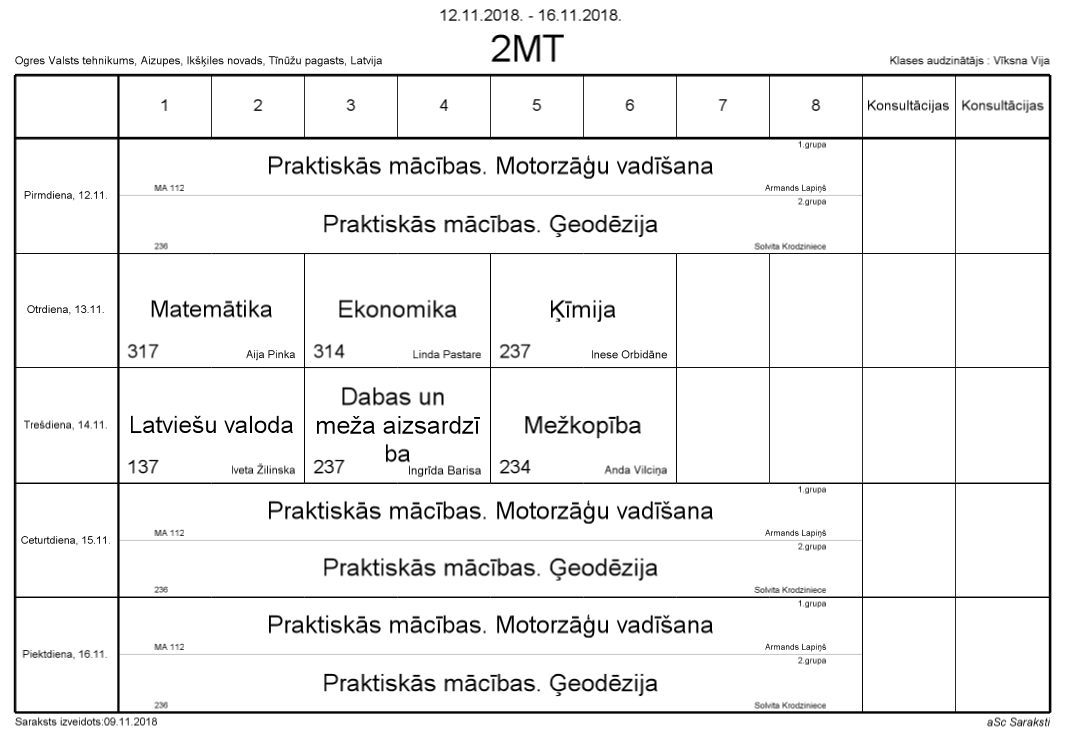 12.11.2018. - 16.11.2018.
2MT
Ogres Valsts tehnikums, Aizupes, Ikšķiles novads, Tīnūžu pagasts, Latvija
Klases audzinātājs : Vīksna Vija
1 2 3 4 5 6 7 8 Konsultācijas Konsultācijas
Pirmdiena, 12.11.
1.grupa
Praktiskās mācības. Motorzāģu vadīšana
MA 112 Armands Lapiņš
2.grupa
Praktiskās mācības. Ģeodēzija
236 Solvita Krodziniece
Otrdiena, 13.11.
Matemātika
317 Aija Pinka
Ekonomika
314 Linda Pastare
Ķīmija
237 Inese Orbidāne
Trešdiena, 14.11.
Latviešu valoda
137 Iveta Žilinska
Dabas un
meža aizsardzī
ba
237 Ingrīda Barisa
Mežkopība
234 Anda Vilciņa
Ceturtdiena, 15.11.
1.grupa
Praktiskās mācības. Motorzāģu vadīšana
MA 112 Armands Lapiņš
2.grupa
Praktiskās mācības. Ģeodēzija
236 Solvita Krodziniece
Piektdiena, 16.11.
1.grupa
Praktiskās mācības. Motorzāģu vadīšana
MA 112 Armands Lapiņš
2.grupa
Praktiskās mācības. Ģeodēzija
236 Solvita Krodziniece
Saraksts izveidots:09.11.2018
aSc Saraksti